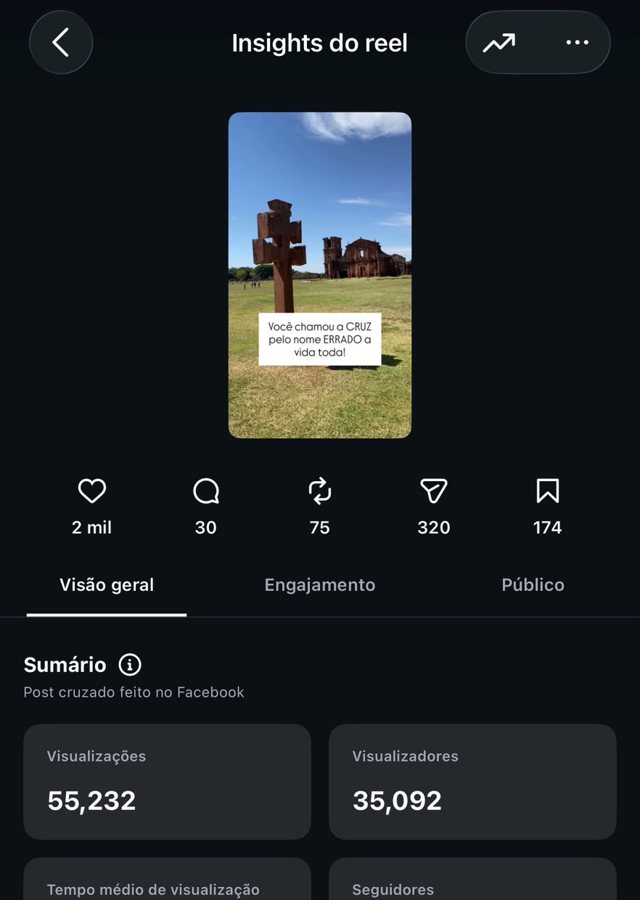 Insights do reel
Você chamou a CRUZ
pelo nome ERRADO a
vida toda!
2 mil
30
75
320
174
Visão geral
Engajamento
Público
Sumário
Post cruzado feito no Facebook
Visualizações
Visualizadores
55,232
35,092
Tempo médio de visualização
Seguidores